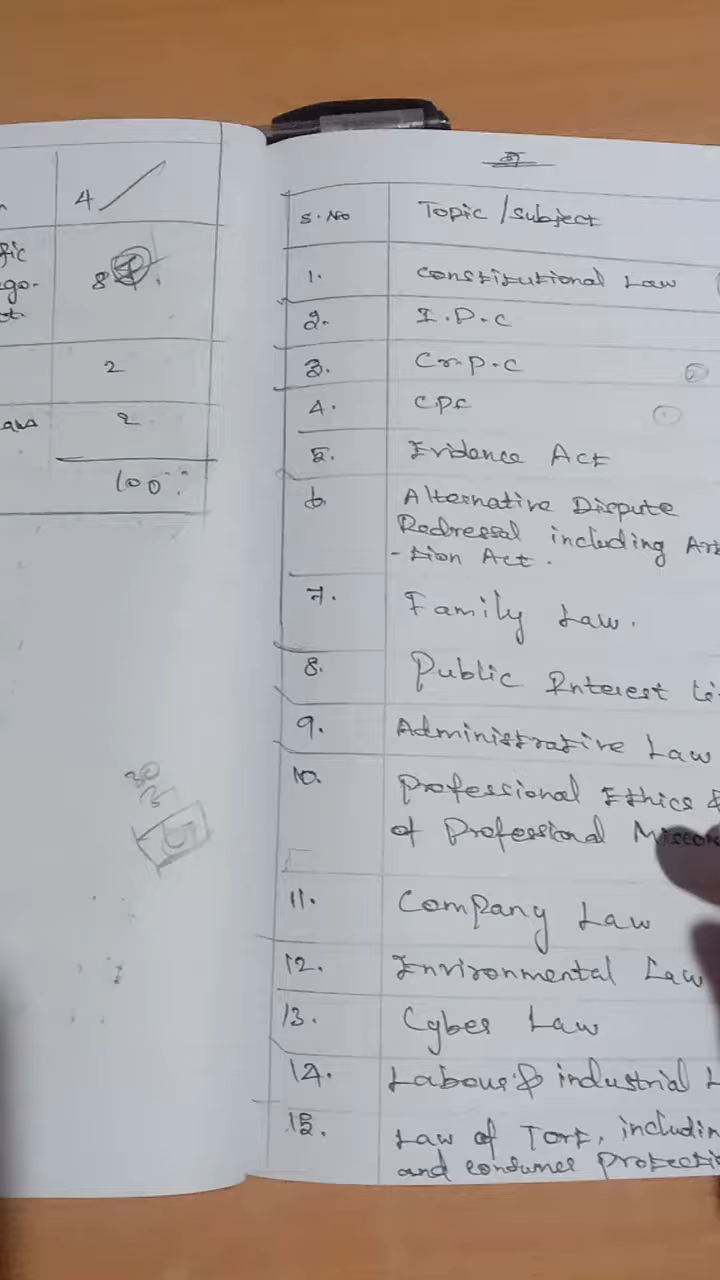 4
8
2
2
100
S.No Topic/Subject
1. Constitutional Law
2. I.P.C
3. Cr.P.C
4. CPC
5. Evidence Act
6. Alternative Dispute
Redressal including
-tion Act.
7. Family Law.
8. Public Interest
9. Administrative Law
10. Professional Ethics &
of Professional
11. Company Law
12. Environmental Law
13. Cyber Law
14. Labour & industrial
15. Law of Tort,
and consumer
30